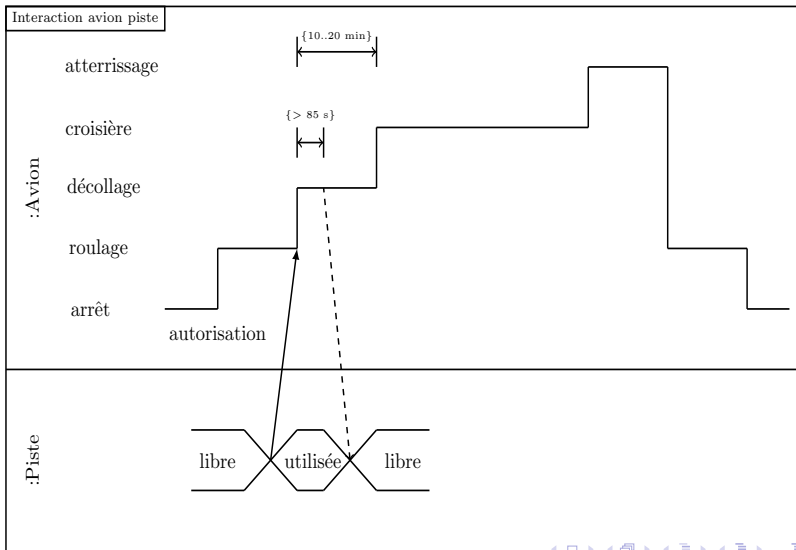 Interaction avion piste
{10..20 min}
atterrissage
{> 85 s}
croisière
:Avion
décollage
roulage
arrêt
autorisation
:Piste
libre
utilisée
libre